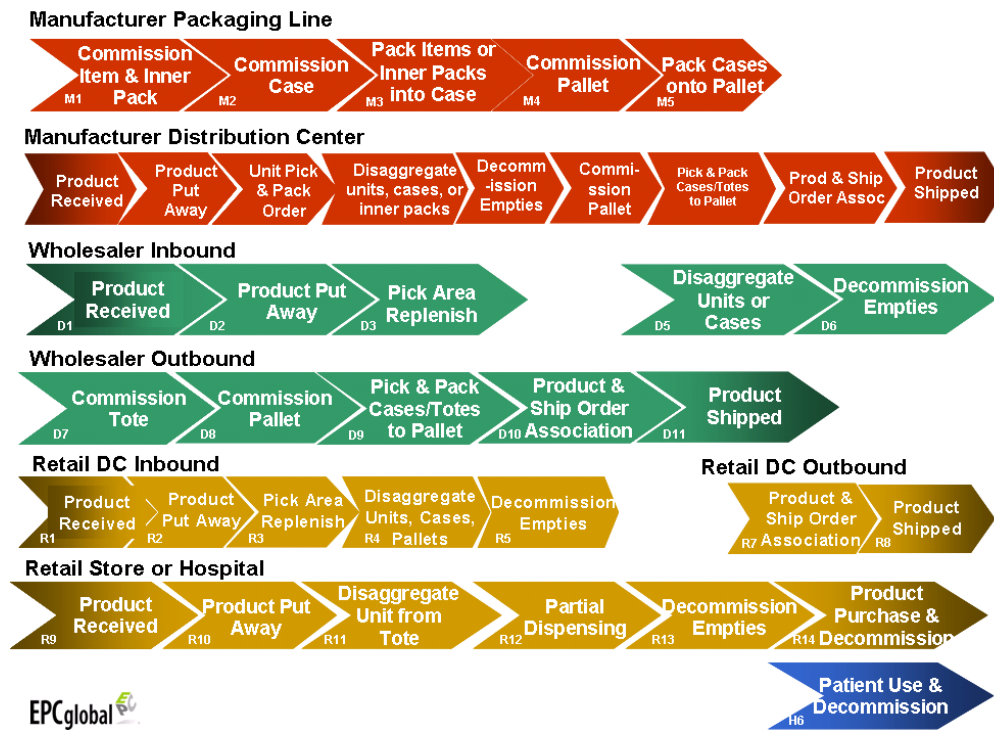 Manufacturer Packaging Line
Commission
Item & Inner
Pack
M1
Commission
Case
M2
Pack Items or
Inner Packs
into Case
M3
Commission
Pallet
M4
Pack Cases
onto Pallet
M5
Manufacturer Distribution Center
Product
Received
Product
Put
Away
Unit Pick
& Pack
Order
Disaggregate
units, cases, or
inner packs
Decomm
-ission
Empties
Commi-
ssion
Pallet
Pick & Pack
Cases/Totes
to Pallet
Prod & Ship
Order Assoc
Product
Shipped
Wholesaler Inbound
Product
Received
D1
Product Put
Away
D2
Pick Area
Replenish
D3
Disaggregate
Units or
Cases
D5
Decommission
Empties
D6
Wholesaler Outbound
Commission
Tote
D7
Commission
Pallet
D8
Pick & Pack
Cases/Totes
to Pallet
D9
Product &
Ship Order
Association
D10
Product
Shipped
D11
Retail DC Inbound
Product
Received
R1
Product
Put Away
R2
Pick Area
Replenish
R3
Disaggregate
Units, Cases,
Pallets
R4
Decommission
Empties
R5
Retail DC Outbound
Product &
Ship Order
Association
R7
Product
Shipped
R8
Retail Store or Hospital
Product
Received
R9
Product Put
Away
R10
Disaggregate
Unit from
Tote
R11
Partial
Dispensing
R12
Decommission
Empties
R13
Product
Purchase &
Decommission
R14
Patient Use &
Decommission
H6
EPCglobal
EPC